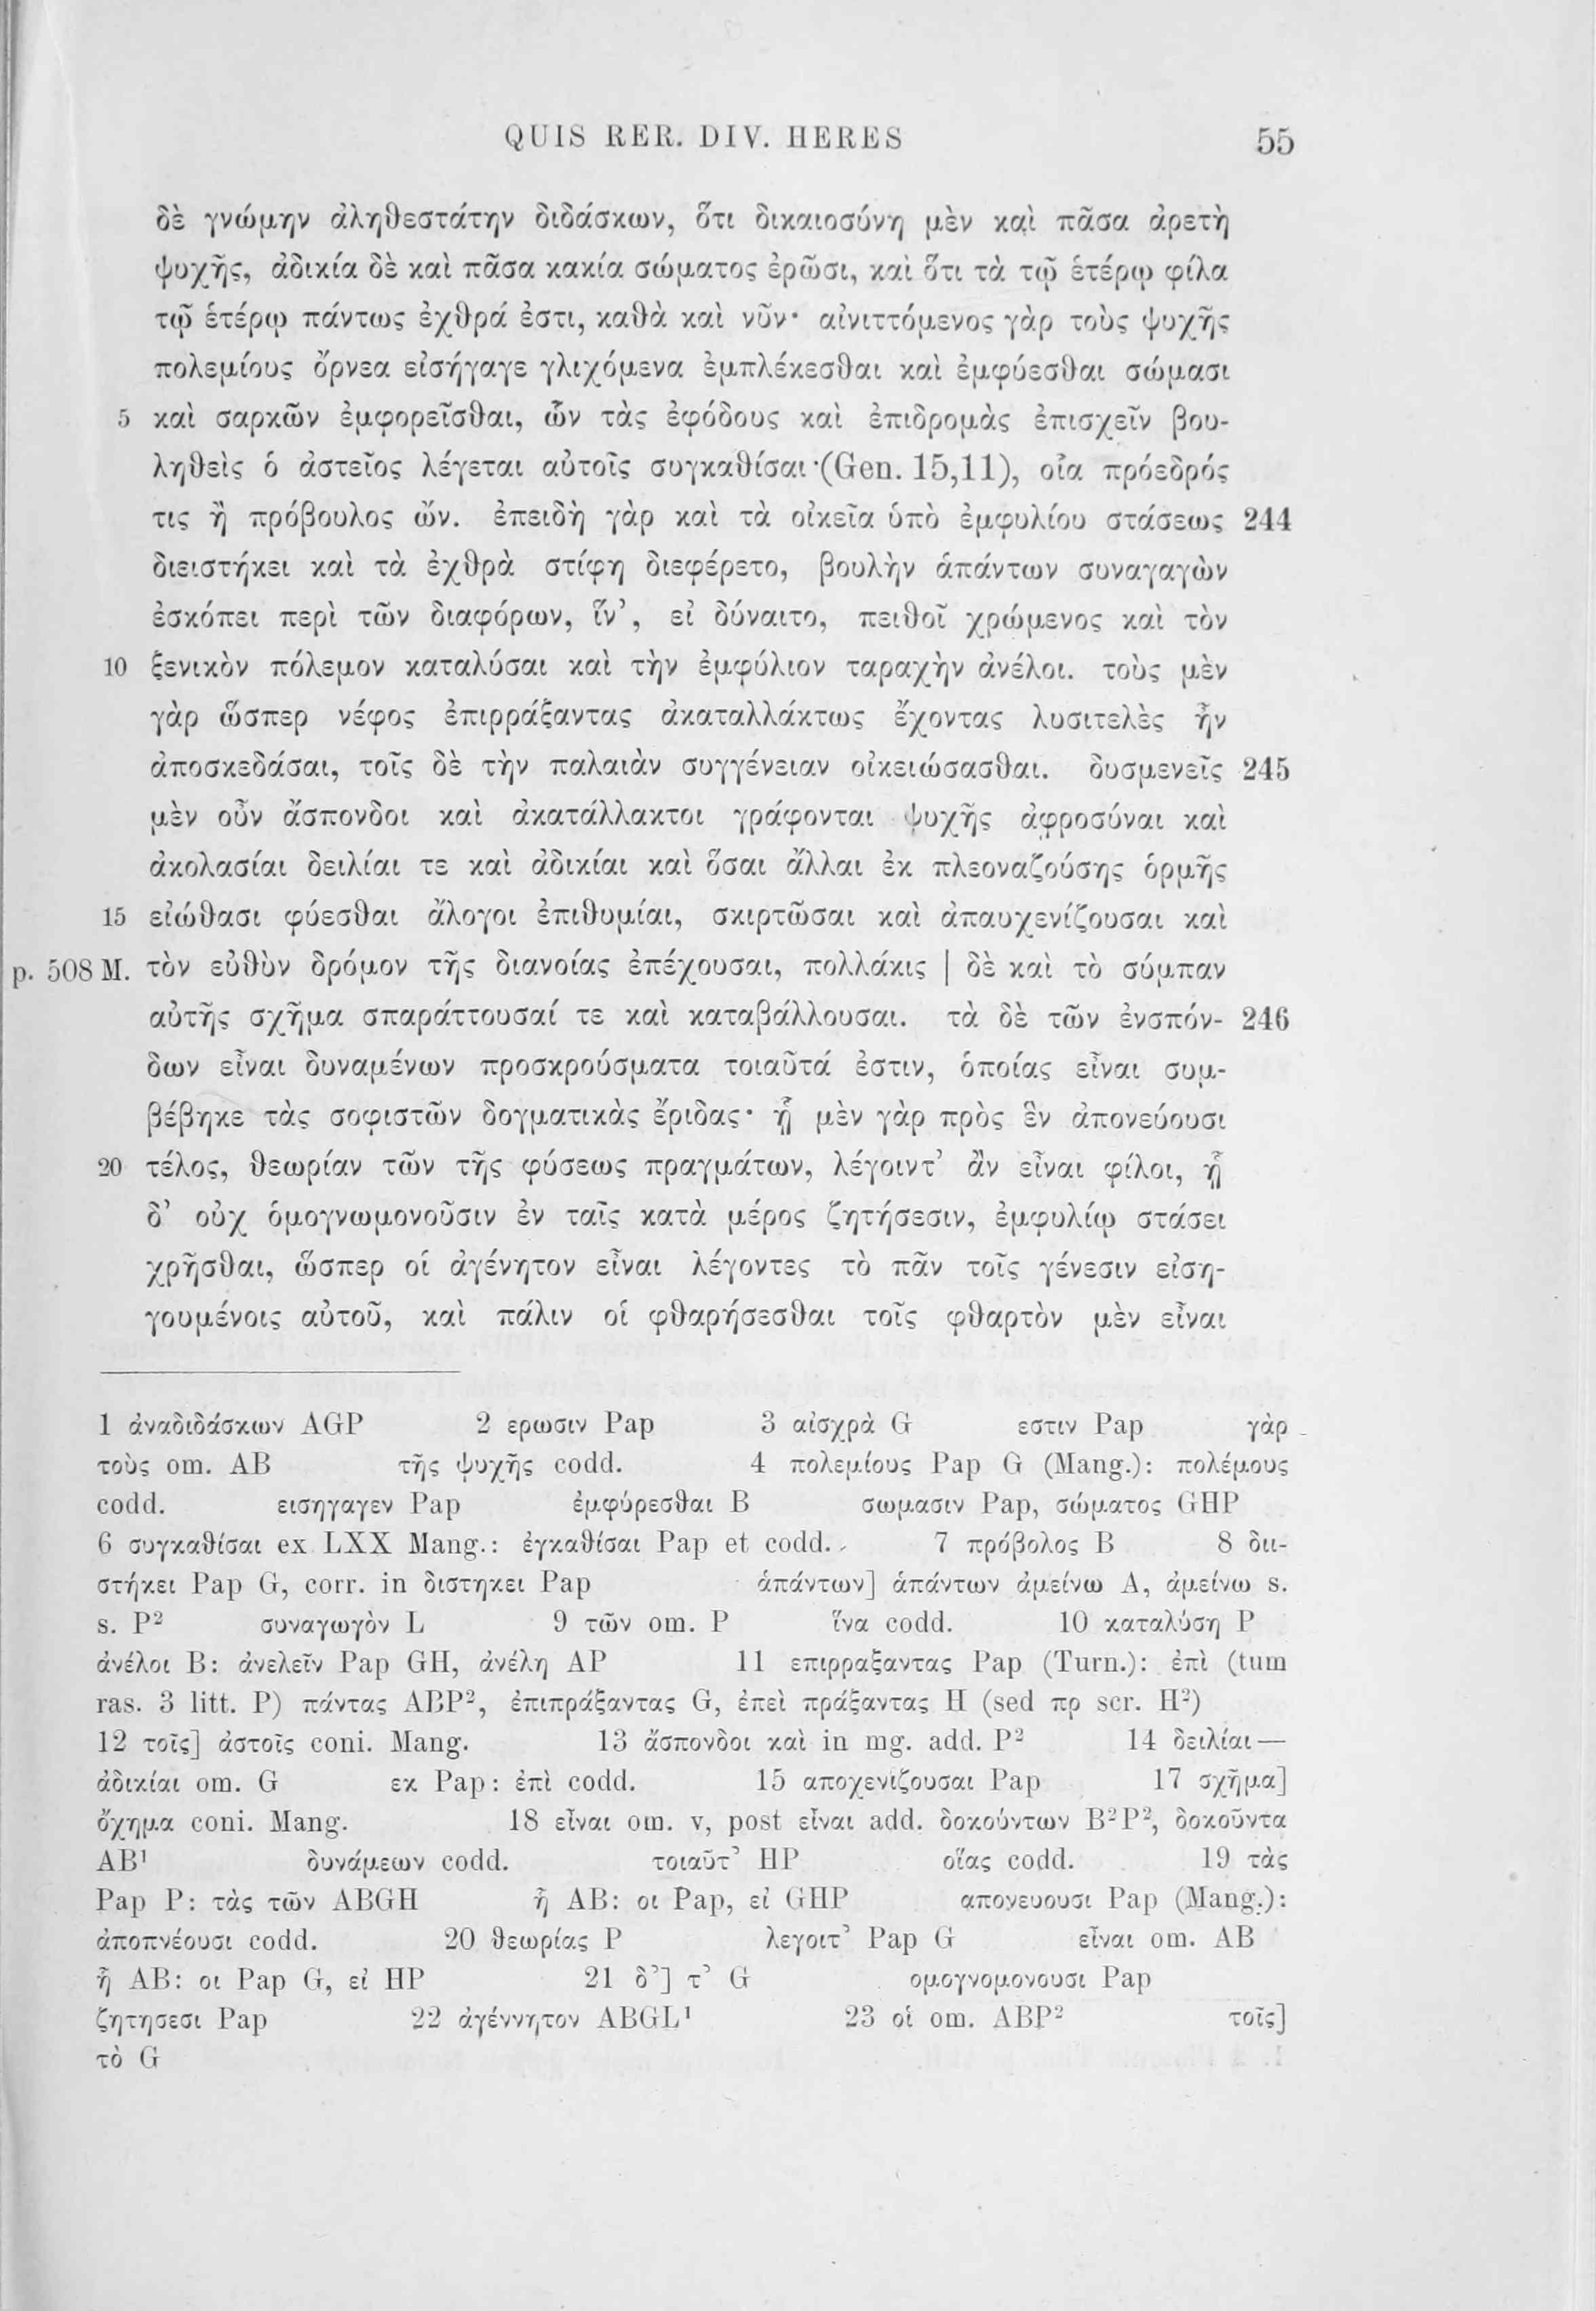 QUIS RER. DIV. HERES 55
δὲ γνώμην ἀληθεστάτην διδάσκων, ὅτι δικαιοσύνη μὲν καὶ πᾶσα ἀρετὴ
ψυχῆς, ἀδικία δὲ καὶ πᾶσα κακία σώματος ἐρῶσι, καὶ ὅτι τὰ τῷ ἑτέρῳ φίλα
τῷ ἑτέρῳ πάντως ἐχθρά ἐστι, καθὰ καὶ νῦν· αἰνιττόμενος γὰρ τοὺς ψυχῆς
πολεμίους ὄρνεα εἰσήγαγε γλιχόμενα ἐμπλέκεσθαι καὶ ἐμφύεσθαι σώμασι
5 καὶ σαρκῶν ἐμφορεῖσθαι, ὧν τὰς ἐφόδους καὶ ἐπιδρομὰς ἐπισχεῖν βου-
ληθεὶς ὁ ἀστεῖος λέγεται αὐτοῖς συγκαθίσαι (Gen. 15,11), οἷα πρόεδρός
τις ἢ πρόβουλος ὤν. ἐπειδὴ γὰρ καὶ τὰ οἰκεῖα ὑπὸ ἐμφυλίου στάσεως 244
διειστήκει καὶ τὰ ἐχθρὰ στίφη διεφέρετο, βουλὴν ἁπάντων συναγαγὼν
ἐσκόπει περὶ τῶν διαφόρων, ἵν’, εἰ δύναιτο, πειθοῖ χρώμενος καὶ τὸν
10 ξενικὸν πόλεμον καταλύσαι καὶ τὴν ἐμφύλιον ταραχὴν ἀνέλοι. τοὺς μὲν
γὰρ ὥσπερ νέφος ἐπιρράξαντας ἀκαταλλάκτως ἔχοντας λυσιτελὲς ἦν
ἀποσκεδάσαι, τοῖς δὲ τὴν παλαιὰν συγγένειαν οἰκειώσασθαι. δυσμενεῖς 245
μὲν οὖν ἄσπονδοι καὶ ἀκατάλλακτοι γράφονται ψυχῆς ἀφροσύναι καὶ
ἀκολασίαι δειλίαι τε καὶ ἀδικίαι καὶ ὅσαι ἄλλαι ἐκ πλεοναζούσης ὁρμῆς
15 εἰώθασι φύεσθαι ἄλογοι ἐπιθυμίαι, σκιρτῶσαι καὶ ἀπαυχενίζουσαι καὶ
p. 508 M. τὸν εὐθὺν δρόμον τῆς διανοίας ἐπέχουσαι, πολλάκις | δὲ καὶ τὸ σύμπαν
αὐτῆς σχῆμα σπαράττουσαί τε καὶ καταβάλλουσαι. τὰ δὲ τῶν ἐνσπόν- 246
δων εἶναι δυναμένων προσκρούσματα τοιαῦτά ἐστιν, ὁποίας εἶναι συμ-
βέβηκε τὰς σοφιστῶν δογματικὰς ἔριδας· ᾗ μὲν γὰρ πρὸς ἓν ἀπονεύουσι
20 τέλος, θεωρίαν τῶν τῆς φύσεως πραγμάτων, λέγοιντ’ ἂν εἶναι φίλοι, ᾗ
δ’ οὐχ ὁμογνωμονοῦσιν ἐν ταῖς κατὰ μέρος ζητήσεσιν, ἐμφυλίῳ στάσει
χρῆσθαι, ὥσπερ οἱ ἀγένητον εἶναι λέγοντες τὸ πᾶν τοῖς γένεσιν εἰση-
γουμένοις αὐτοῦ, καὶ πάλιν οἱ φθαρήσεσθαι τοῖς φθαρτὸν μὲν εἶναι
1 ἀναδιδάσκων AGP 2 ερωσιν Pap 3 αἰσχρὰ G εστιν Pap γὰρ
τοὺς om. AB τῆς ψυχῆς codd. 4 πολεμίους Pap G (Mang.): πολέμους
codd. εισηγαγεν Pap ἐμφύρεσθαι B σωμασιν Pap, σώματος GHP
6 συγκαθίσαι ex LXX Mang.: ἐγκαθίσαι Pap et codd. 7 πρόβολος B 8 διι-
στήκει Pap G, corr. in διστηκει Pap ἁπάντων] ἁπάντων ἀμείνω A, ἀμείνω s.
s. P² συναγωγὸν L 9 τῶν om. P ἵνα codd. 10 καταλύσῃ P
ἀνέλοι B: ἀνελεῖν Pap GH, ἀνέλῃ AP 11 επιρραξαντας Pap (Turn.): ἐπὶ (tum
ras. 3 litt. P) πάντας ABP², ἐπιπράξαντας G, ἐπεὶ πράξαντας H (sed πρ scr. H²)
12 τοῖς] ἀστοῖς coni. Mang. 13 ἄσπονδοι καὶ in mg. add. P² 14 δειλίαι—
ἀδικίαι om. G εκ Pap: ἐπὶ codd. 15 αποχενιζουσαι Pap 17 σχῆμα]
ὄχημα coni. Mang. 18 εἶναι om. v, post εἶναι add. δοκούντων B²P², δοκοῦντα
AB¹ δυνάμεων codd. τοιαῦτ’ HP οἵας codd. 19 τὰς
Pap P: τὰς τῶν ABGH ᾗ AB: οι Pap, εἰ GHP απονευουσι Pap (Mang.):
ἀποπνέουσι codd. 20 θεωρίας P λεγοιτ’ Pap G εἶναι om. AB
ᾗ AB: οι Pap G, εἰ HP 21 δ’] τ’ G ομογνομονουσι Pap
ζητησεσι Pap 22 ἀγέννητον ABGL¹ 23 οἱ om. ABP² τοῖς]
τὸ G